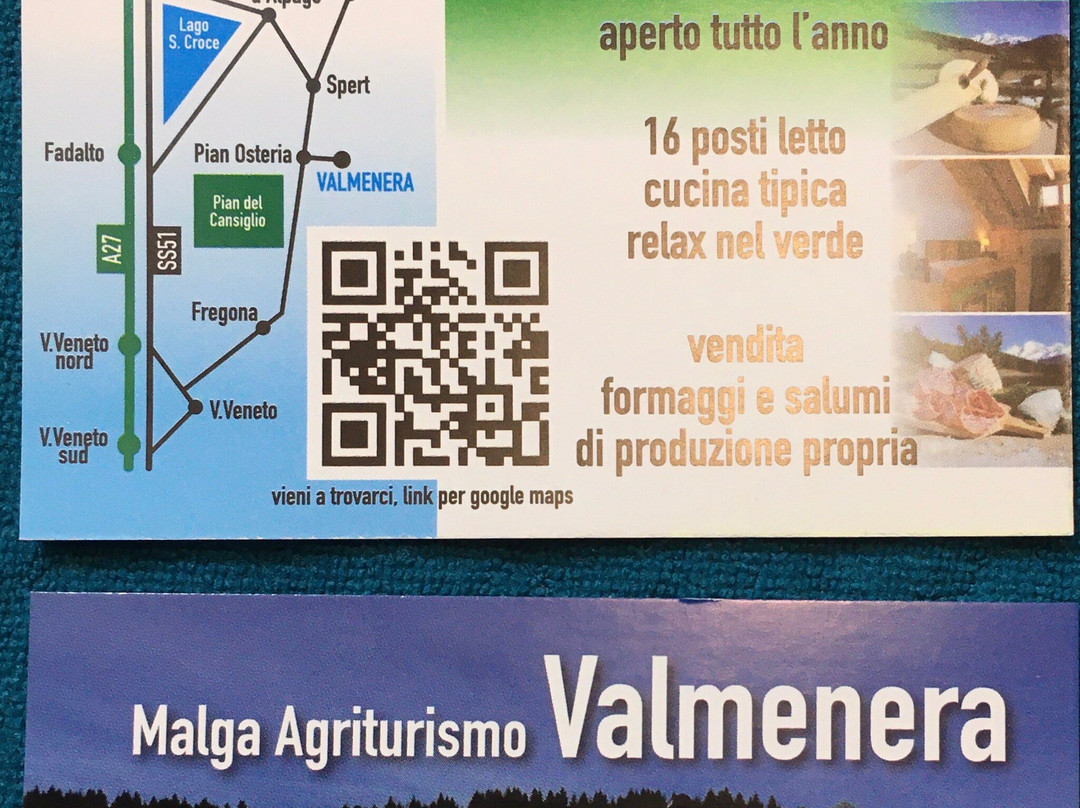 d'Alpago
Lago
S. Croce
Spert
Fadalto
Pian Osteria
VALMENERA
Pian del
Cansiglio
A27
SS51
Fregona
V.Veneto
nord
V.Veneto
V.Veneto
sud
vieni a trovarci, link per google maps
aperto tutto l'anno
16 posti letto
cucina tipica
relax nel verde
vendita
formaggi e salumi
di produzione propria
Malga Agriturismo Valmenera